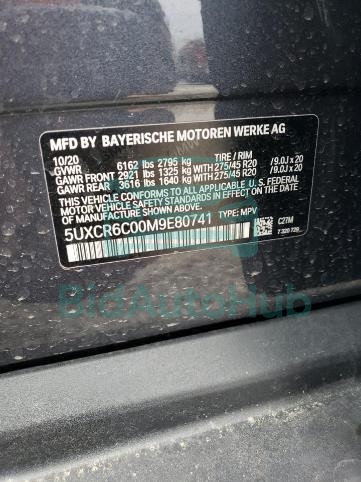 MFD BY BAYERISCHE MOTOREN WERKE AG
10/20 TIRE / RIM
GVWR 6162 lbs 2795 kg
GAWR FRONT 2921 lbs 1325 kg 275/45 R20 /9.0J x 20
GAWR REAR 3616 lbs 1640 kg 275/45 R20 /9.0J x 20
THIS VEHICLE CONFORMS TO ALL APPLICABLE U.S. FEDERAL
MOTOR VEHICLE SAFETY STANDARDS IN EFFECT ON THE DATE
OF MANUFACTURE SHOWN ABOVE.
5UXCR6C00M9E80741 TYPE: MPV
C27M
T 320 729
BidAutoHub